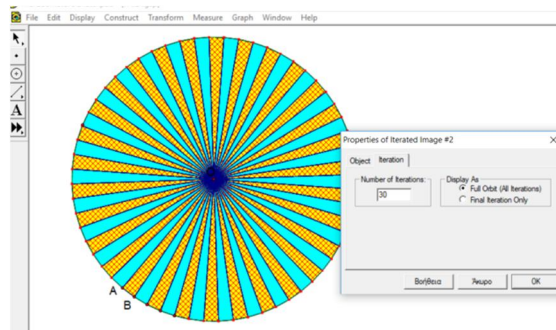 File Edit Display Construct Transform Measure Graph Window Help
A
Properties of Iterated Image #2
Object Iteration
Number of Iterations: Display As
30 Full Orbit (All Iterations)
Final Iteration Only
Βοήθεια Άκυρο OK
A
B